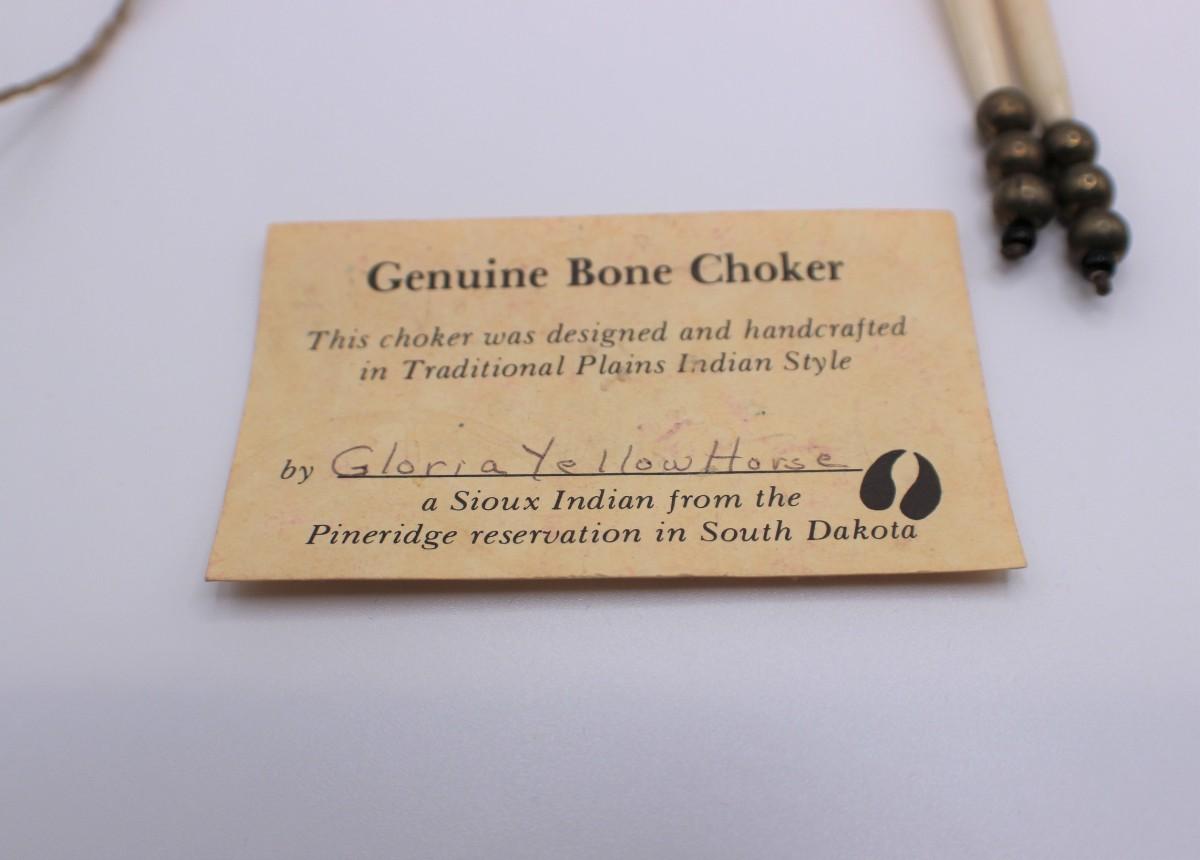 Genuine Bone Choker
This choker was designed and handcrafted
in Traditional Plains Indian Style
by Gloria Yellow Horse
a Sioux Indian from the
Pineridge reservation in South Dakota